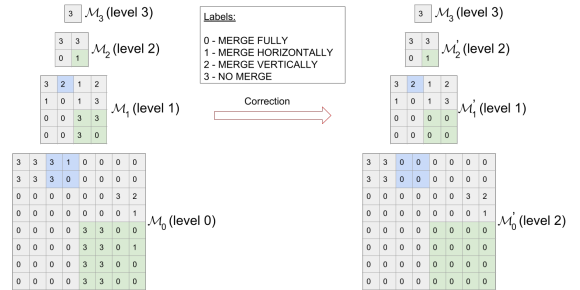 3 ℳ3 (level 3)
3 3
0 1
ℳ2 (level 2)
3 2 1 2
1 0 1 3
0 0 3 3
0 0 3 0
ℳ1 (level 1)
3 3 3 1 0 0 0 0
3 3 3 0 0 0 0 0
0 0 0 0 0 0 3 2
0 0 0 0 0 0 0 1
0 0 0 0 3 3 0 0
0 0 0 0 3 3 0 1
0 0 0 0 3 3 0 0
0 0 0 0 3 0 0 0
ℳ0 (level 0)
Labels:
0 - MERGE FULLY
1 - MERGE HORIZONTALLY
2 - MERGE VERTICALLY
3 - NO MERGE
Correction
3 ℳ3 (level 3)
3 3
0 1
ℳ2' (level 2)
3 2 1 2
1 0 1 3
0 0 0 0
0 0 0 0
ℳ1' (level 1)
3 3 0 0 0 0 0 0
3 3 0 0 0 0 0 0
0 0 0 0 0 0 3 2
0 0 0 0 0 0 0 1
0 0 0 0 0 0 0 0
0 0 0 0 0 0 0 0
0 0 0 0 0 0 0 0
0 0 0 0 0 0 0 0
ℳ0' (level 2)